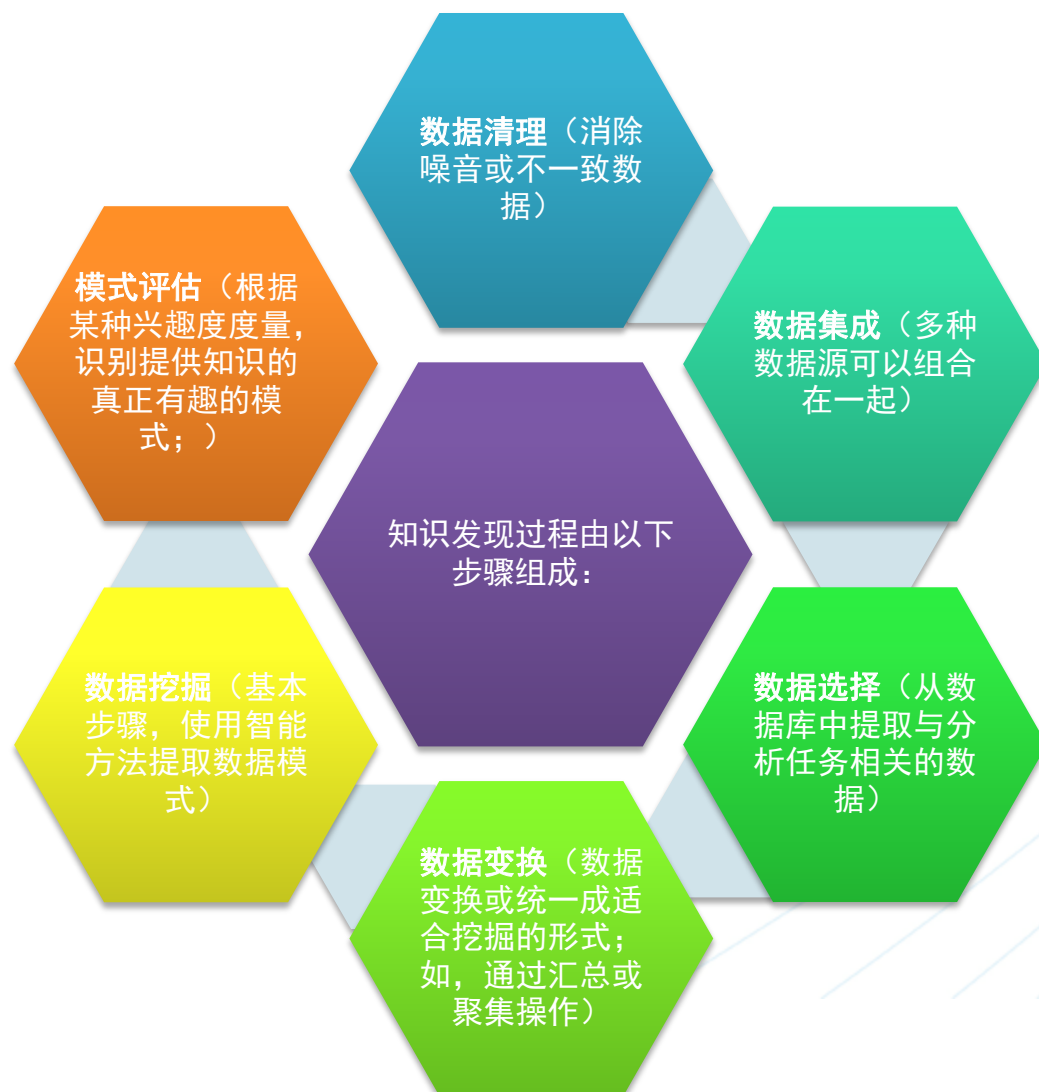 数据清理（消除
噪音或不一致数
据）
数据集成（多种
数据源可以组合
在一起）
数据选择（从数
据库中提取与分
析任务相关的数
据）
数据变换（数据
变换或统一成适
合挖掘的形式；
如，通过汇总或
聚集操作）
数据挖掘（基本
步骤，使用智能
方法提取数据模
式）
模式评估（根据
某种兴趣度度量，
识别提供知识的
真正有趣的模
式；）
知识发现过程由以下
步骤组成：